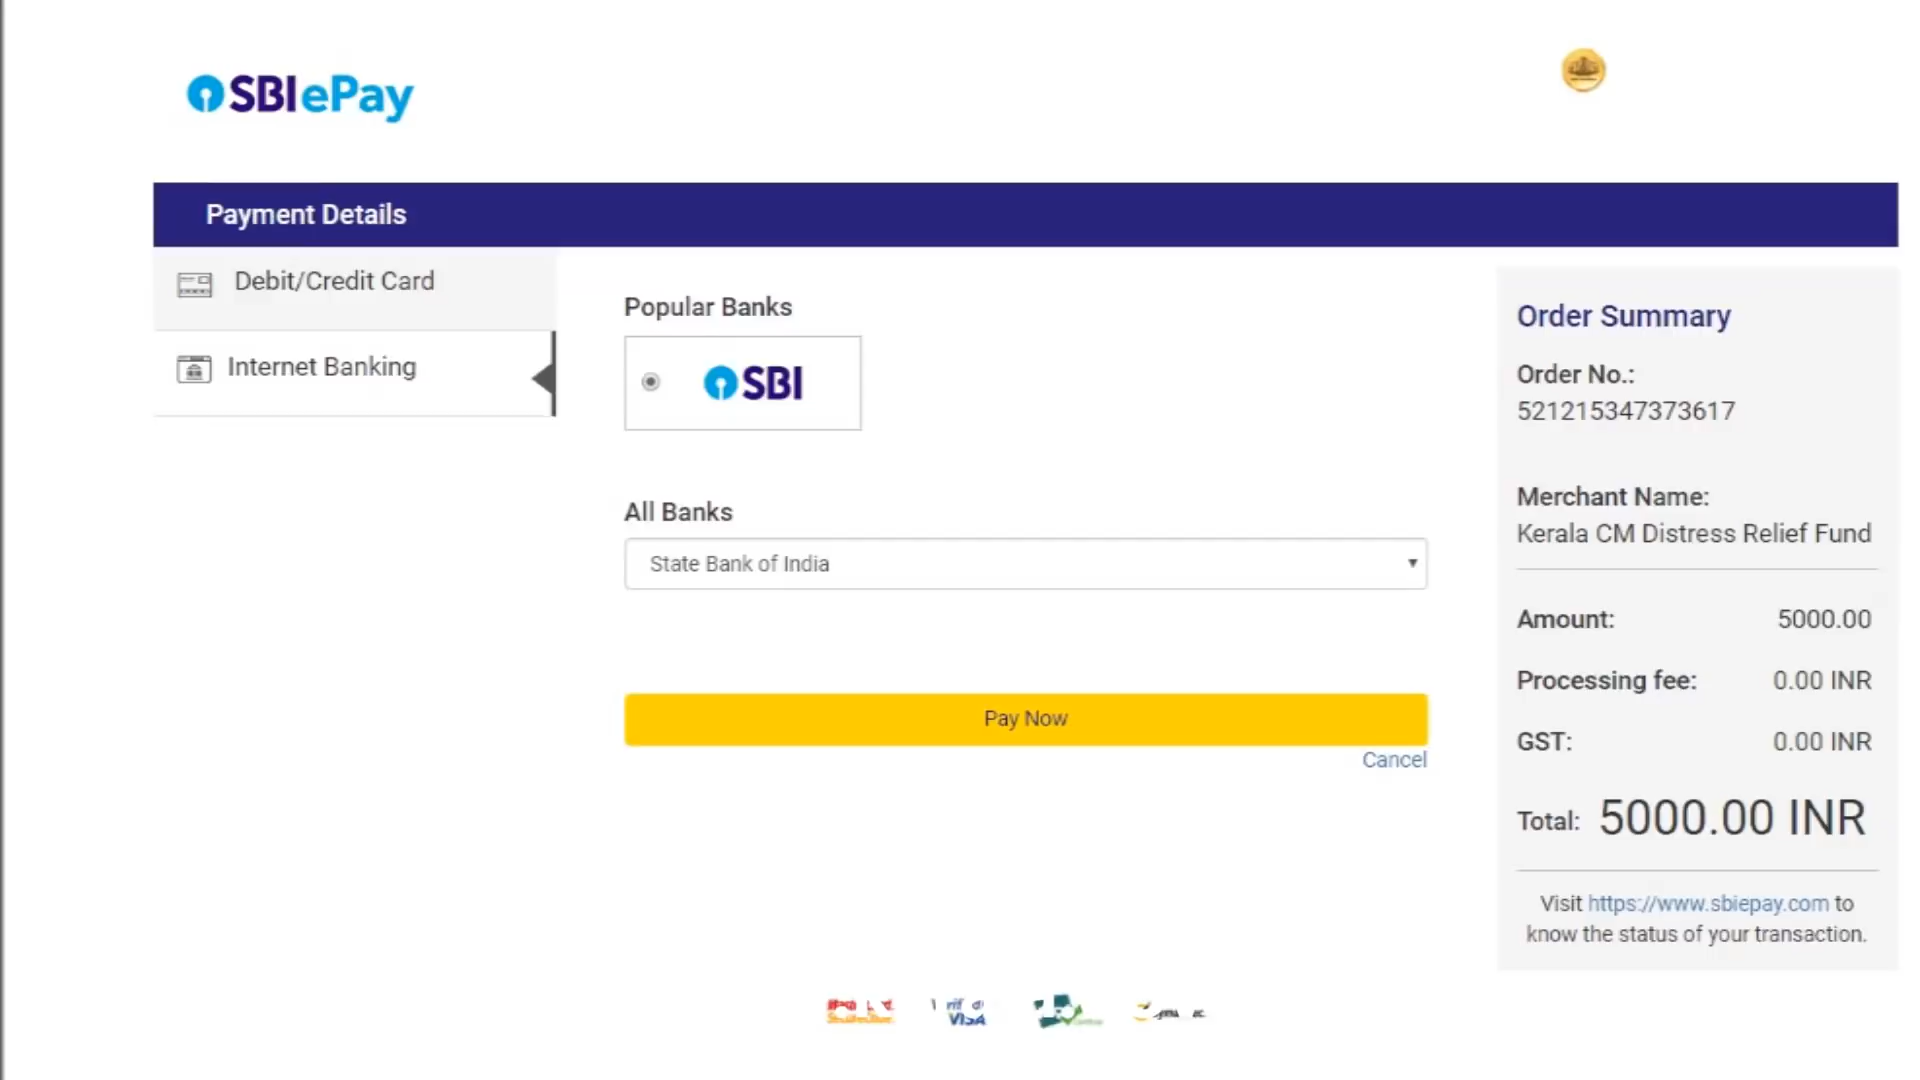 SBI ePay
Payment Details
Debit/Credit Card
Internet Banking
Popular Banks
SBI
All Banks
State Bank of India
Pay Now
Cancel
Order Summary
Order No.:
521215347373617
Merchant Name:
Kerala CM Distress Relief Fund
Amount: 5000.00
Processing fee: 0.00 INR
GST: 0.00 INR
Total: 5000.00 INR
Visit https://www.sbiepay.com to
know the status of your transaction.
VISA